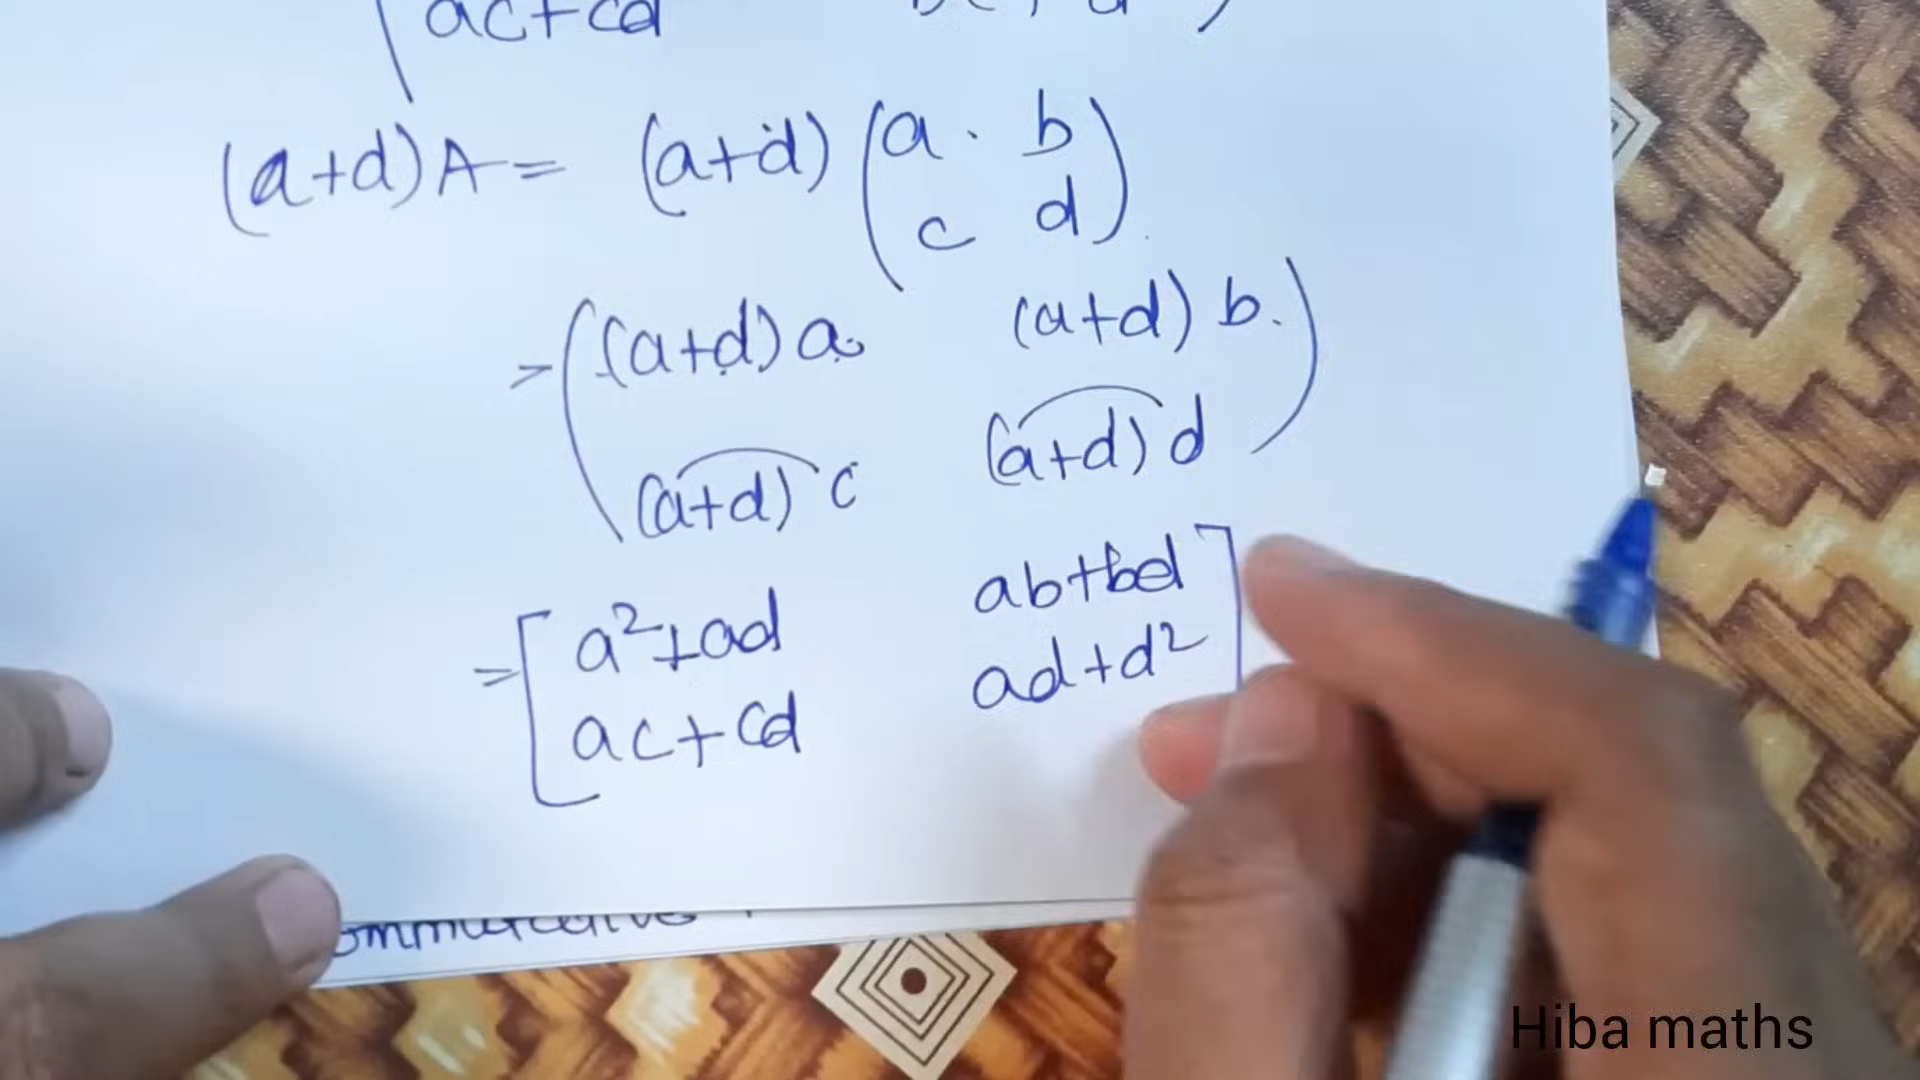 ac+cd
(a+d)A = (a+d) (a b
c d)
= ((a+d) a (a+d) b
(a+d) c (a+d) d)
= [a²+ad ab+bd
ac+cd ad+d²]
Hiba maths